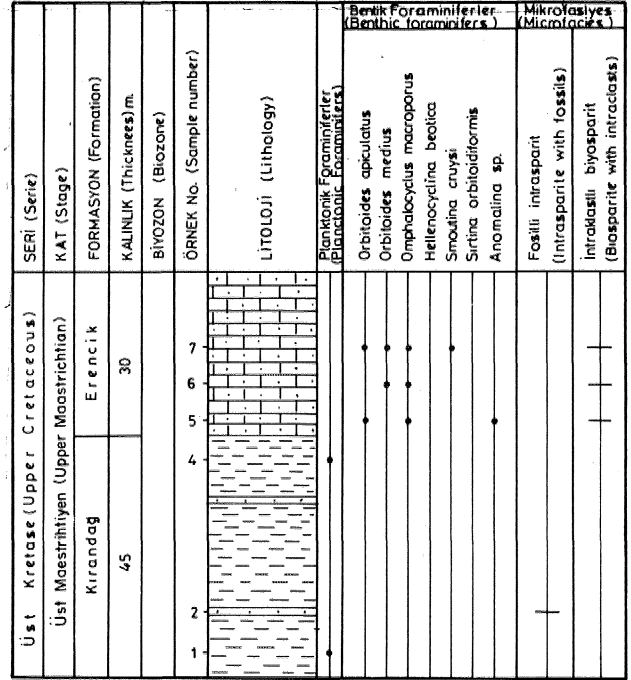 Bentik Foraminiferler
(Benthic foraminifers)
Mikrofasiyes
(Microfacies)
SERİ (Serie)
KAT (Stage)
FORMASYON (Formation)
KALINLIK (Thicknees) m.
BİYOZON (Biozone)
ÖRNEK No. (Sample number)
LİTOLOJİ (Lithology)
Planktonik Foraminiferler
(Planctonic Foraminifers)
Orbitoides apiculatus
Orbitoides medius
Omphalocyclus macroporus
Hellenocyclina beotica
Smoutina cruysi
Sirtina orbitoidiformis
Anomalina sp.
Fosilli intrasparit
(Intrasparite with fossils)
İntraklastlı biyosparit
(Biosparite with intraclasts)
Üst Kretase (Upper Cretaceous)
Üst Maestrihtiyen (Upper Maastrichtian)
Erencik
30
7
6
5
Kırandağ
45
4
2
1